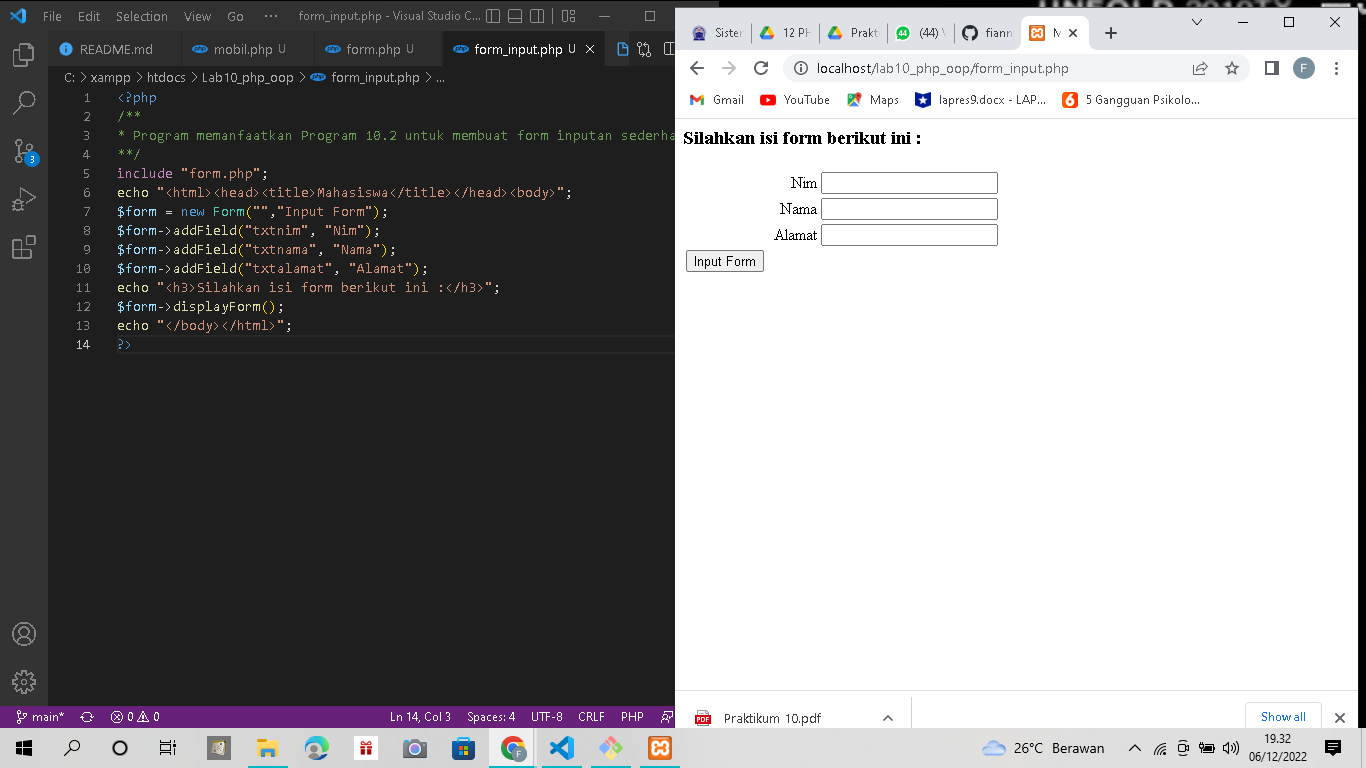 File Edit Selection View Go ··· form_input.php - Visual Studio C...
README.md mobil.php U form.php U form_input.php U
C: > xampp > htdocs > Lab10_php_oop > form_input.php > ...
1 <?php
2 /**
3 * Program memanfaatkan Program 10.2 untuk membuat form inputan sederha
4 **/
5 include "form.php";
6 echo "<html><head><title>Mahasiswa</title></head><body>";
7 $form = new Form("","Input Form");
8 $form->addField("txtnim", "Nim");
9 $form->addField("txtnama", "Nama");
10 $form->addField("txtalamat", "Alamat");
11 echo "<h3>Silahkan isi form berikut ini :</h3>";
12 $form->displayForm();
13 echo "</body></html>";
14 ?>
3
main* 0 0 Ln 14, Col 3 Spaces: 4 UTF-8 CRLF PHP
Sister 12 PH Prakt (44) fiann M
localhost/lab10_php_oop/form_input.php F
Gmail YouTube Maps lapres9.docx - LAP... 5 Gangguan Psikolo...
Silahkan isi form berikut ini :
Nim
Nama
Alamat
Input Form
Praktikum 10.pdf Show all
26°C Berawan 19.32
06/12/2022